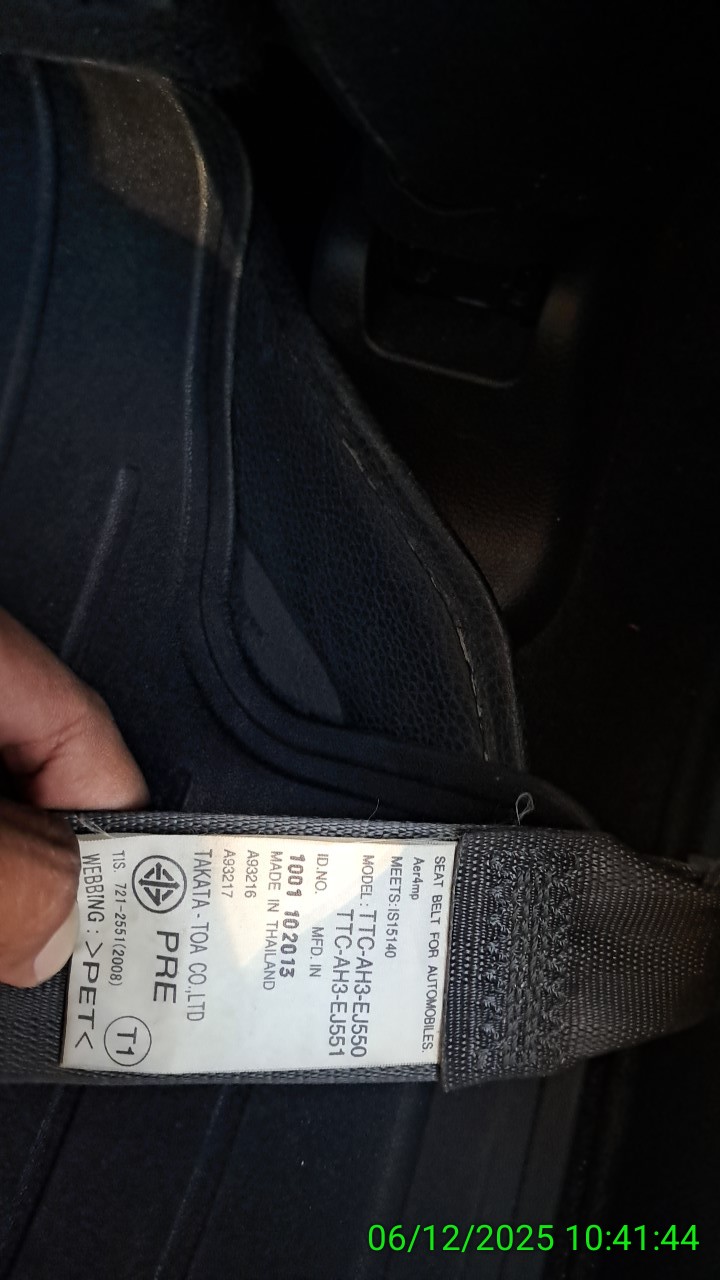 SEAT BELT FOR AUTOMOBILES.
Aer4mp
MEETS:IS15140
MODEL : TTC-AH3-EJ550
TTC-AH3-EJ551
ID.NO. MFD. IN
1001 102013
MADE IN THAILAND
A93216
A93217
TAKATA - TOA CO.,LTD
PRE
TIS. 721-2551(2008)
T1
WEBBING : >PET<
06/12/2025 10:41:44